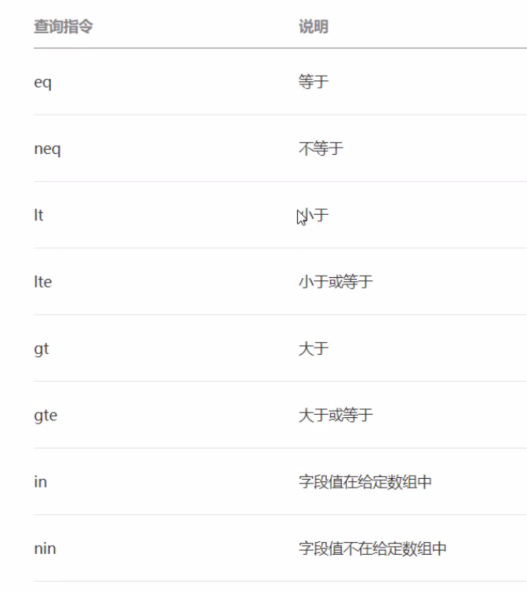 查询指令 说明
eq 等于
neq 不等于
lt 小于
lte 小于或等于
gt 大于
gte 大于或等于
in 字段值在给定数组中
nin 字段值不在给定数组中